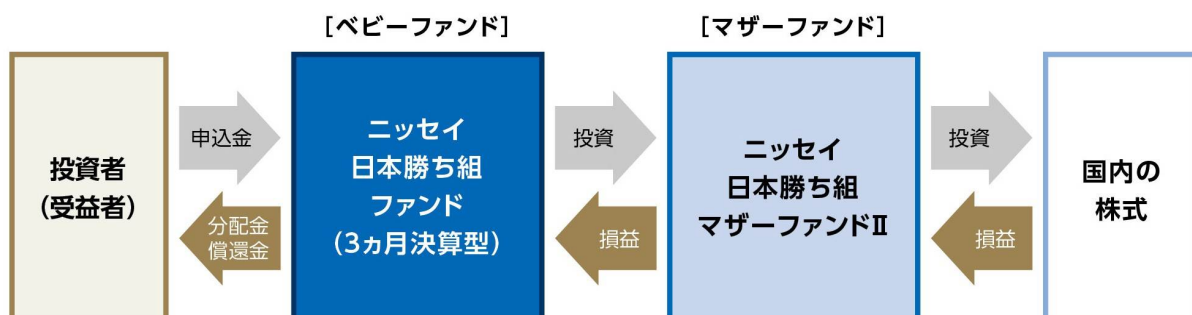 [ベビーファンド]
[マザーファンド]
投資者
(受益者)
申込金
分配金
償還金
ニッセイ
日本勝ち組
ファンド
(3ヵ月決算型)
投資
損益
ニッセイ
日本勝ち組
マザーファンドⅡ
投資
損益
国内の
株式